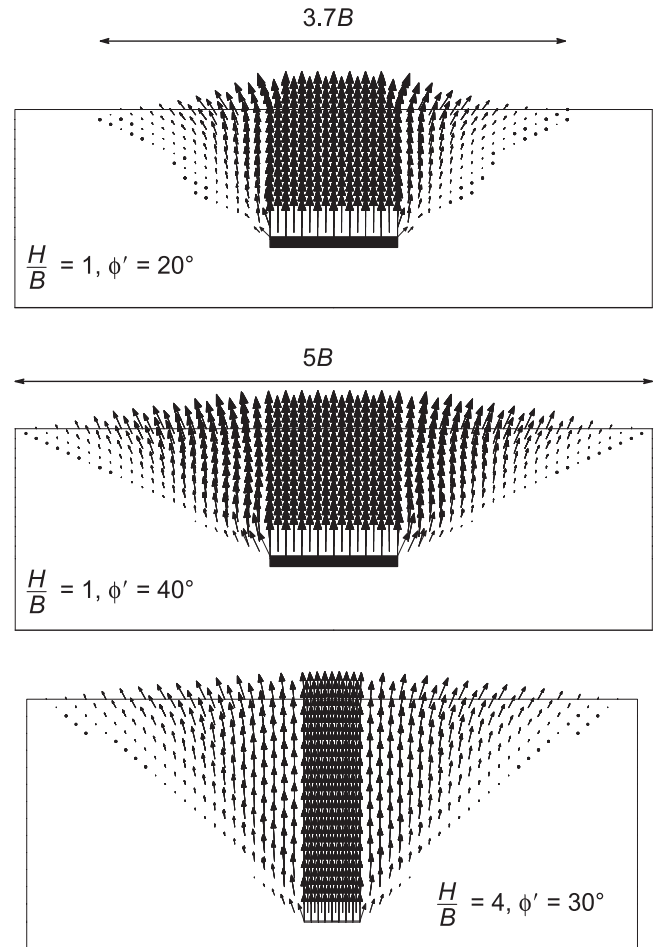 3.7B
H/B = 1, ϕ′ = 20°
5B
H/B = 1, ϕ′ = 40°
H/B = 4, ϕ′ = 30°